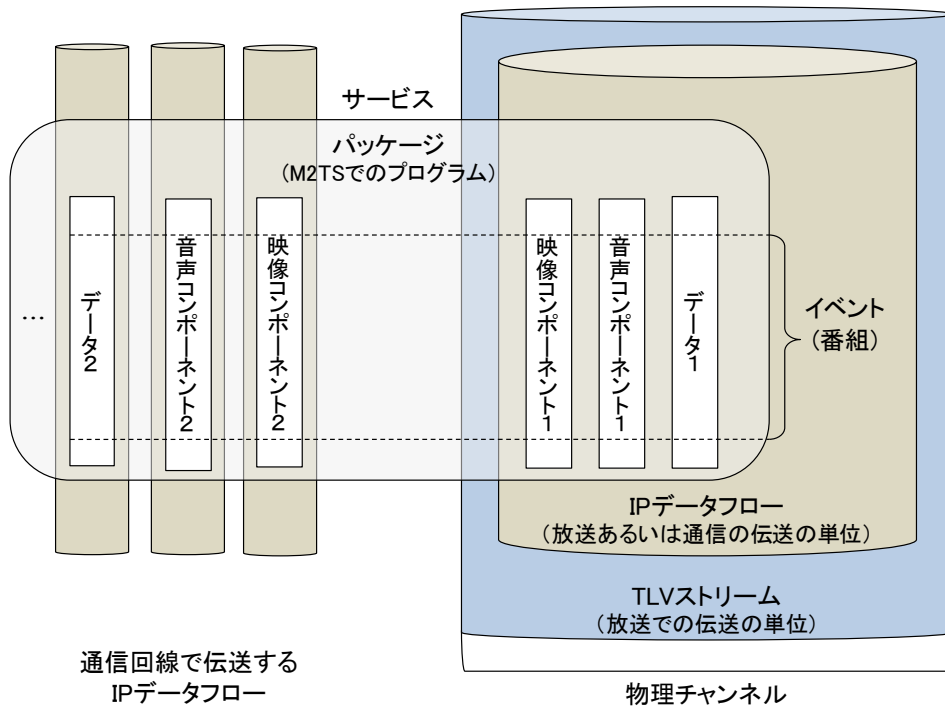 サービス
パッケージ
(M2TSでのプログラム)
…
データ2
音声コンポーネント2
映像コンポーネント2
映像コンポーネント1
音声コンポーネント1
データ1
イベント
(番組)
IPデータフロー
(放送あるいは通信の伝送の単位)
TLVストリーム
(放送での伝送の単位)
通信回線で伝送する
IPデータフロー
物理チャンネル